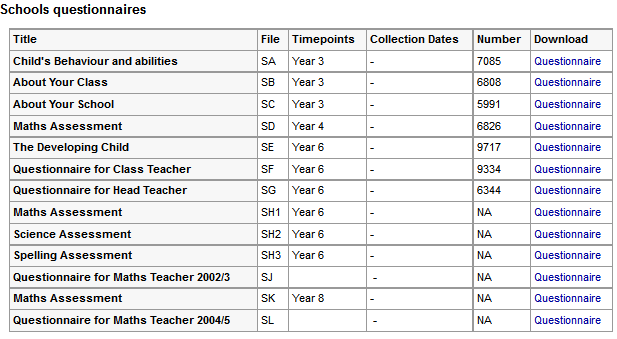 Schools questionnaires
Title File Timepoints Collection Dates Number Download
Child's Behaviour and abilities SA Year 3 - 7085 Questionnaire
About Your Class SB Year 3 - 6808 Questionnaire
About Your School SC Year 3 - 5991 Questionnaire
Maths Assessment SD Year 4 - 6826 Questionnaire
The Developing Child SE Year 6 - 9717 Questionnaire
Questionnaire for Class Teacher SF Year 6 - 9334 Questionnaire
Questionnaire for Head Teacher SG Year 6 - 6344 Questionnaire
Maths Assessment SH1 Year 6 - NA Questionnaire
Science Assessment SH2 Year 6 - NA Questionnaire
Spelling Assessment SH3 Year 6 - NA Questionnaire
Questionnaire for Maths Teacher 2002/3 SJ - NA Questionnaire
Maths Assessment SK Year 8 - NA Questionnaire
Questionnaire for Maths Teacher 2004/5 SL - NA Questionnaire